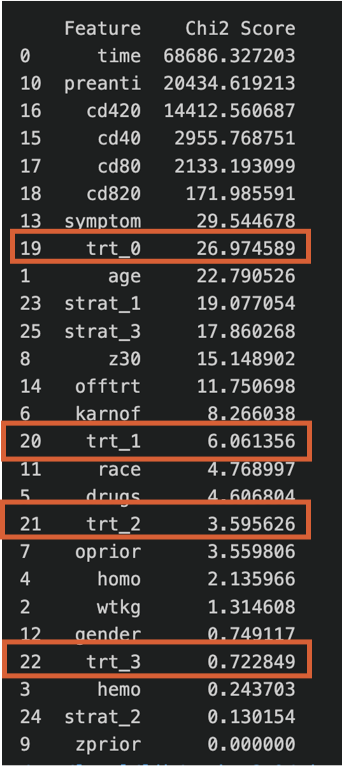 Feature Chi2 Score
0 time 68686.327203
10 preanti 20434.619213
16 cd420 14412.560687
15 cd40 2955.768751
17 cd80 2133.193099
18 cd820 171.985591
13 symptom 29.544678
19 trt_0 26.974589
1 age 22.790526
23 strat_1 19.077054
25 strat_3 17.860268
8 z30 15.148902
14 offtrt 11.750698
6 karnof 8.266038
20 trt_1 6.061356
11 race 4.768997
5 drugs 4.606804
21 trt_2 3.595626
7 oprior 3.559806
4 homo 2.135966
2 wtkg 1.314608
12 gender 0.749117
22 trt_3 0.722849
3 hemo 0.243703
24 strat_2 0.130154
9 zprior 0.000000